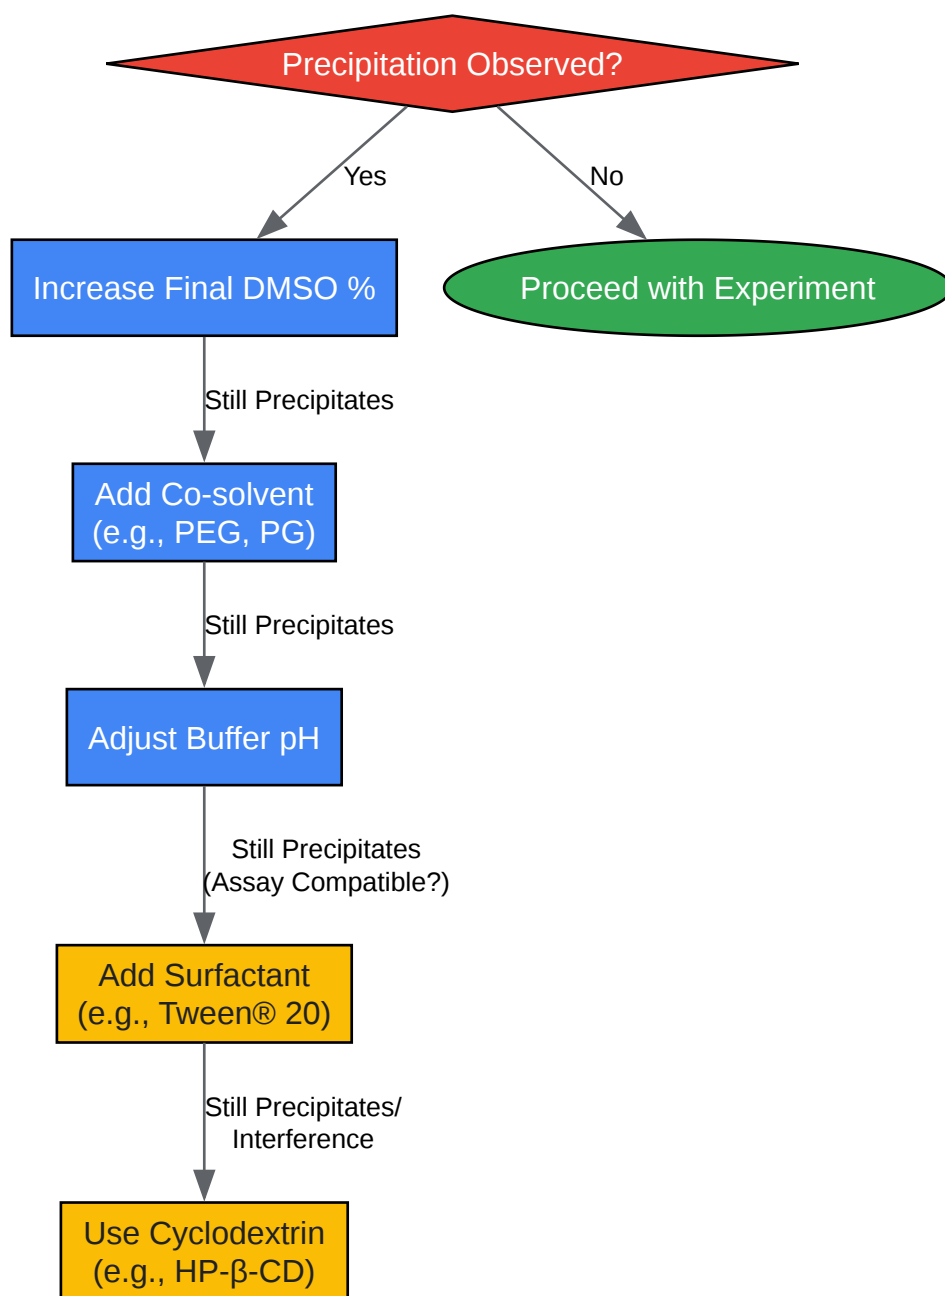 Precipitation Observed?
Yes
No
Increase Final DMSO %
Proceed with Experiment
Still Precipitates
Add Co-solvent
(e.g., PEG, PG)
Still Precipitates
Adjust Buffer pH
Still Precipitates
(Assay Compatible?)
Add Surfactant
(e.g., Tween® 20)
Still Precipitates/
Interference
Use Cyclodextrin
(e.g., HP-β-CD)